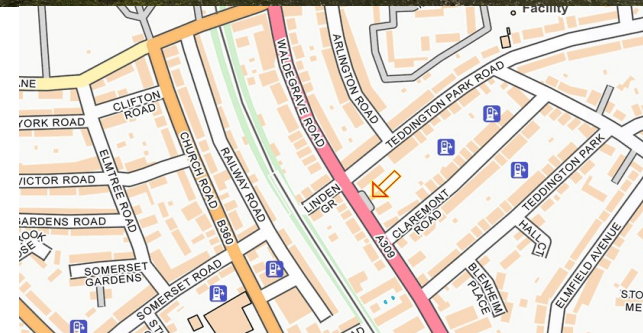 Facility
WALDEGRAVE ROAD
ARLINGTON ROAD
TEDDINGTON PARK ROAD
CLIFTON
ROAD
YORK ROAD
CHURCH ROAD
B360
RAILWAY ROAD
ELMTREE ROAD
VICTOR ROAD
LINDEN
GR
CLAREMONT
ROAD
A309
TEDDINGTON PARK
GARDENS ROAD
SOMERSET
GARDENS
SOMERSET ROAD
HALL CT
BLENHEIM
PLACE
ELMFIELD AVENUE